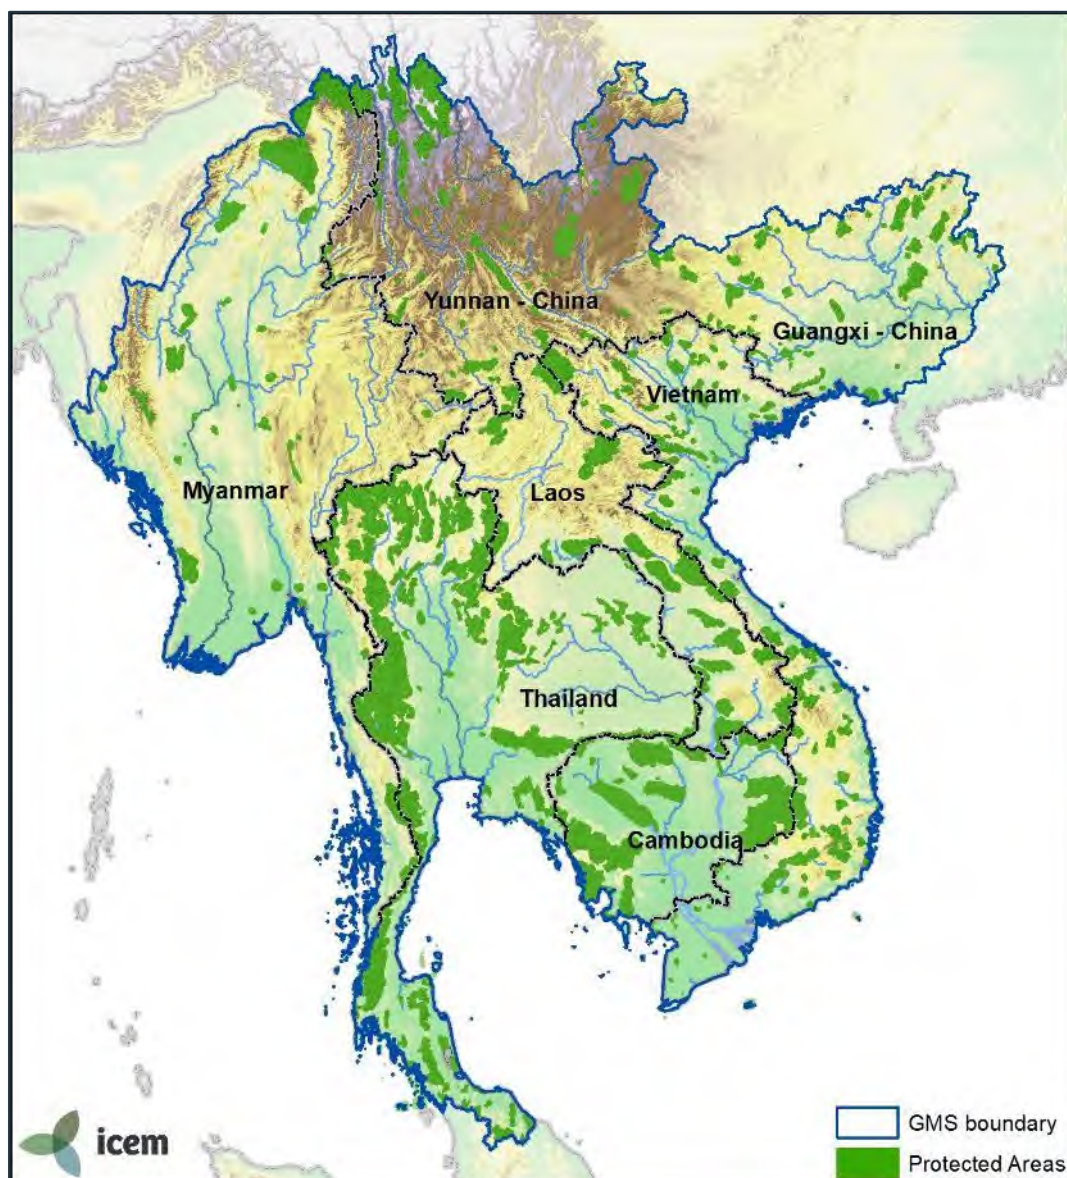 Yunnan - China
Guangxi - China
Vietnam
Myanmar
Laos
Thailand
Cambodia
icem
GMS boundary
Protected Areas